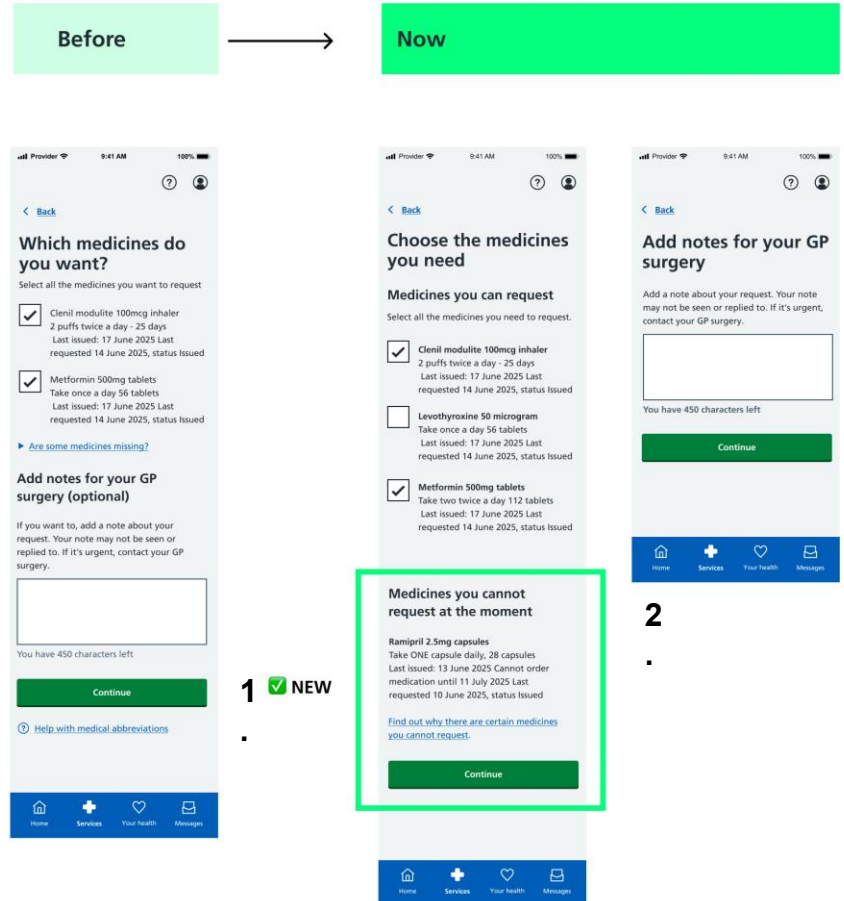 Before
Now
Provider
9:41 AM
100%
Back
Which medicines do
you want?
Select all the medicines you want to request
Clenil modulite 100mcg inhaler
2 puffs twice a day - 25 days
Last issued: 17 June 2025 Last
requested 14 June 2025, status Issued
Metformin 500mg tablets
Take once a day 56 tablets
Last issued: 17 June 2025 Last
requested 14 June 2025, status Issued
Are some medicines missing?
Add notes for your GP
surgery (optional)
If you want to, add a note about your
request. Your note may not be seen or
replied to. If it's urgent, contact your GP
surgery.
You have 450 characters left
Continue
? Help with medical abbreviations
Home Services Your health Messages
1 NEW
.
Provider
9:41 AM
100%
?
Back
Choose the medicines
you need
Medicines you can request
Select all the medicines you need to request.
Clenil modulite 100mcg inhaler
2 puffs twice a day - 25 days
Last issued: 17 June 2025 Last
requested 14 June 2025, status Issued
Levothyroxine 50 microgram
Take once a day 56 tablets
Last issued: 17 June 2025 Last
requested 14 June 2025, status Issued
Metformin 500mg tablets
Take two twice a day 112 tablets
Last issued: 17 June 2025 Last
requested 14 June 2025, status Issued
Medicines you cannot
request at the moment
Ramipril 2.5mg capsules
Take ONE capsule daily, 28 capsules
Last issued: 13 June 2025 Cannot order
medication until 11 July 2025 Last
requested 10 June 2025, status Issued
Find out why there are certain medicines
you cannot request.
Continue
Home Services Your health Messages
Provider
9:41 AM
100%
?
Back
Add notes for your GP
surgery
Add a note about your request. Your note
may not be seen or replied to. If it's urgent,
contact your GP surgery.
You have 450 characters left
Continue
Home Services Your health Messages
2
.